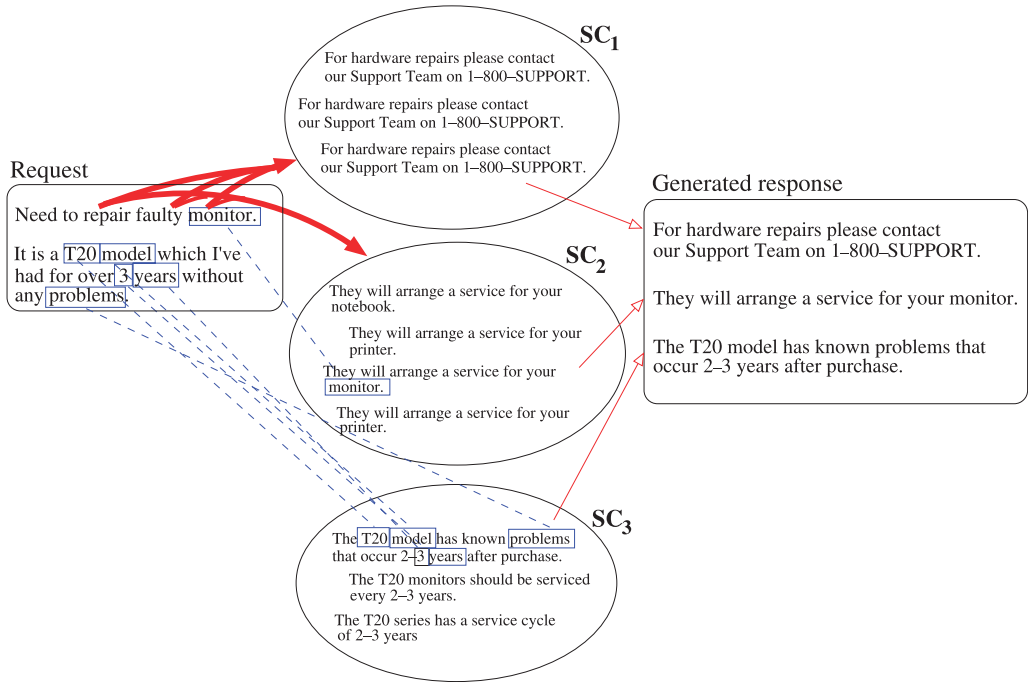 Request
Need to repair faulty monitor.
It is a T20 model which I've
had for over 3 years without
any problems.
SC1
For hardware repairs please contact
our Support Team on 1–800–SUPPORT.
For hardware repairs please contact
our Support Team on 1–800–SUPPORT.
For hardware repairs please contact
our Support Team on 1–800–SUPPORT.
SC2
They will arrange a service for your
notebook.
They will arrange a service for your
printer.
They will arrange a service for your
monitor.
They will arrange a service for your
printer.
SC3
The T20 model has known problems
that occur 2–3 years after purchase.
The T20 monitors should be serviced
every 2–3 years.
The T20 series has a service cycle
of 2–3 years
Generated response
For hardware repairs please contact
our Support Team on 1–800–SUPPORT.
They will arrange a service for your monitor.
The T20 model has known problems that
occur 2–3 years after purchase.